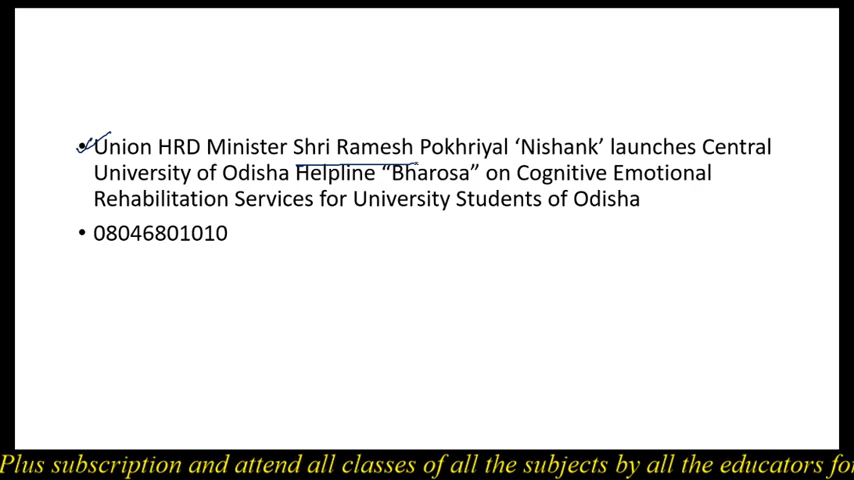 • Union HRD Minister Shri Ramesh Pokhriyal ‘Nishank’ launches Central
University of Odisha Helpline “Bharosa” on Cognitive Emotional
Rehabilitation Services for University Students of Odisha
• 08046801010
Plus subscription and attend all classes of all the subjects by all the educators for